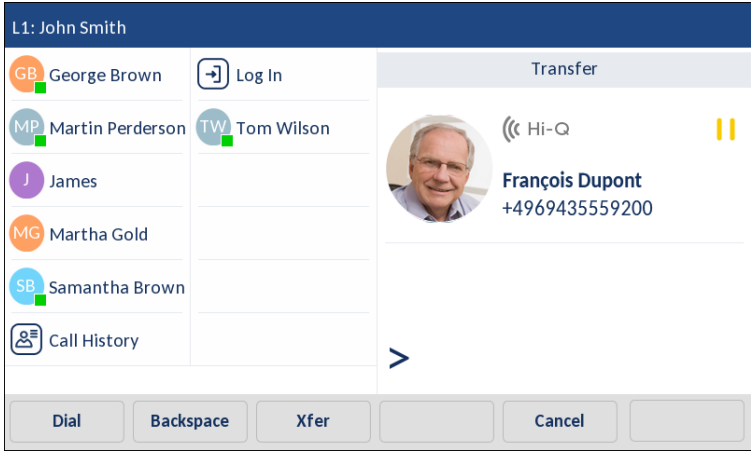 L1: John Smith
GB George Brown
MP Martin Perderson
J James
MG Martha Gold
SB Samantha Brown
Call History
Log In
TW Tom Wilson
Transfer
Hi-Q
François Dupont
+4969435559200
>
Dial Backspace Xfer Cancel